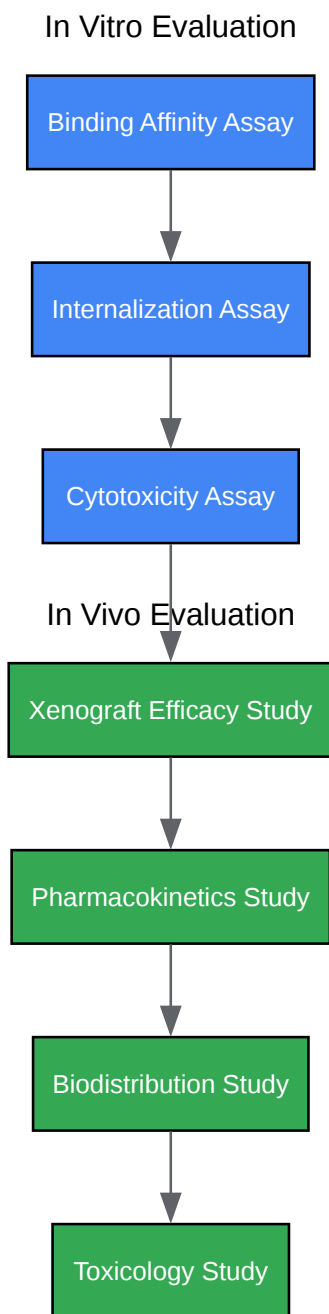 In Vitro Evaluation
Binding Affinity Assay
Internalization Assay
Cytotoxicity Assay
In Vivo Evaluation
Xenograft Efficacy Study
Pharmacokinetics Study
Biodistribution Study
Toxicology Study